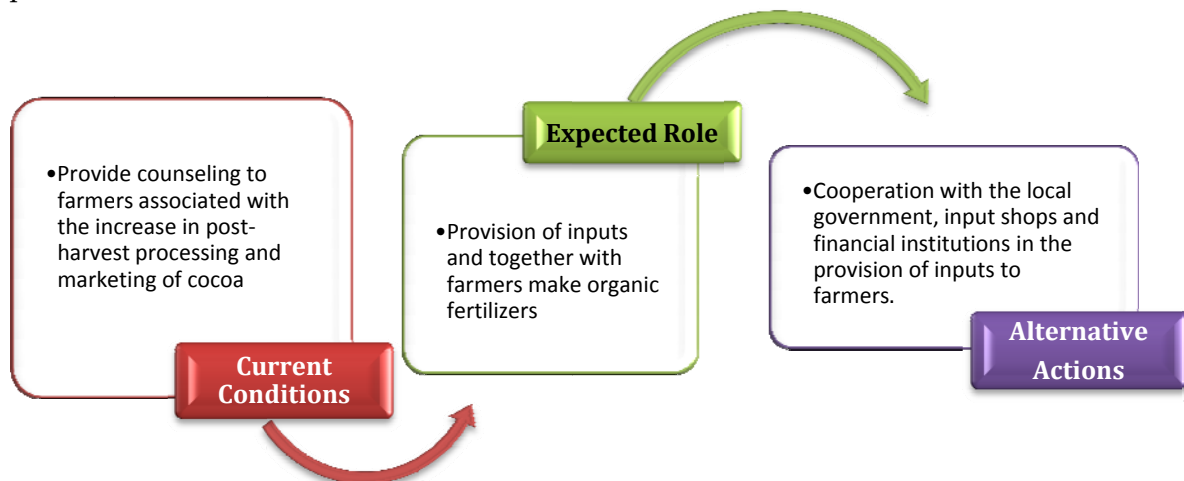 •Provide counseling to
farmers associated with
the increase in post-
harvest processing and
marketing of cocoa
Current
Conditions
Expected Role
•Provision of inputs
and together with
farmers make organic
fertilizers
•Cooperation with the local
government, input shops and
financial institutions in the
provision of inputs to
farmers.
Alternative
Actions